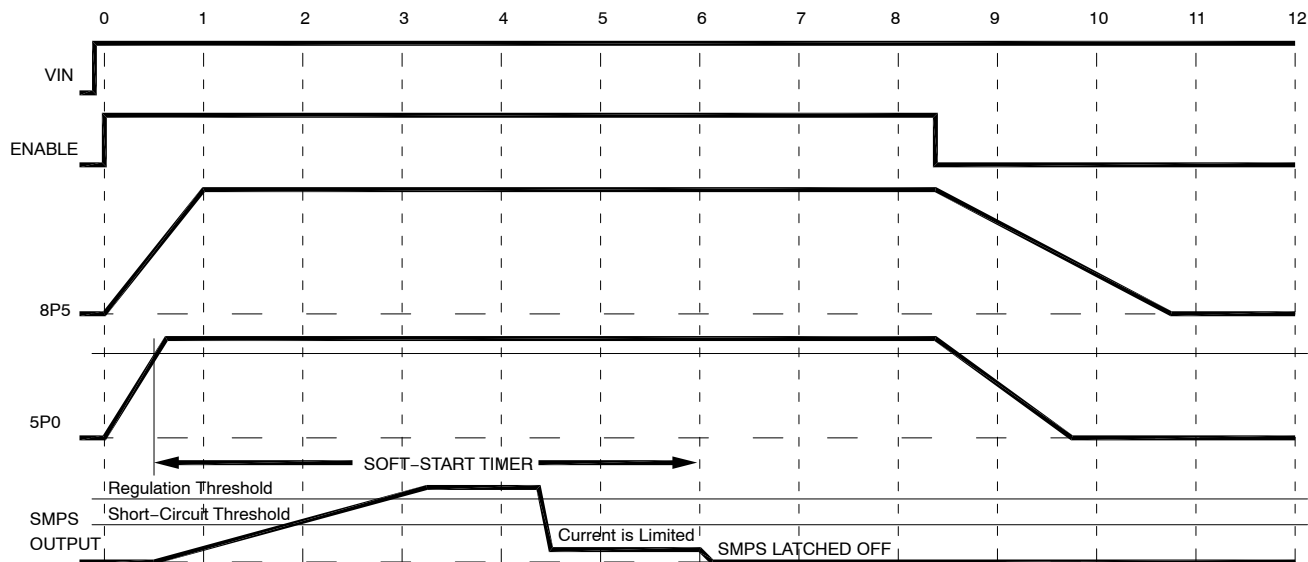 0 1 2 3 4 5 6 7 8 9 10 11 12
VIN
ENABLE
8P5
5P0
SOFT−START TIMER
Regulation Threshold
Short−Circuit Threshold
SMPS
OUTPUT
Current is Limited
SMPS LATCHED OFF